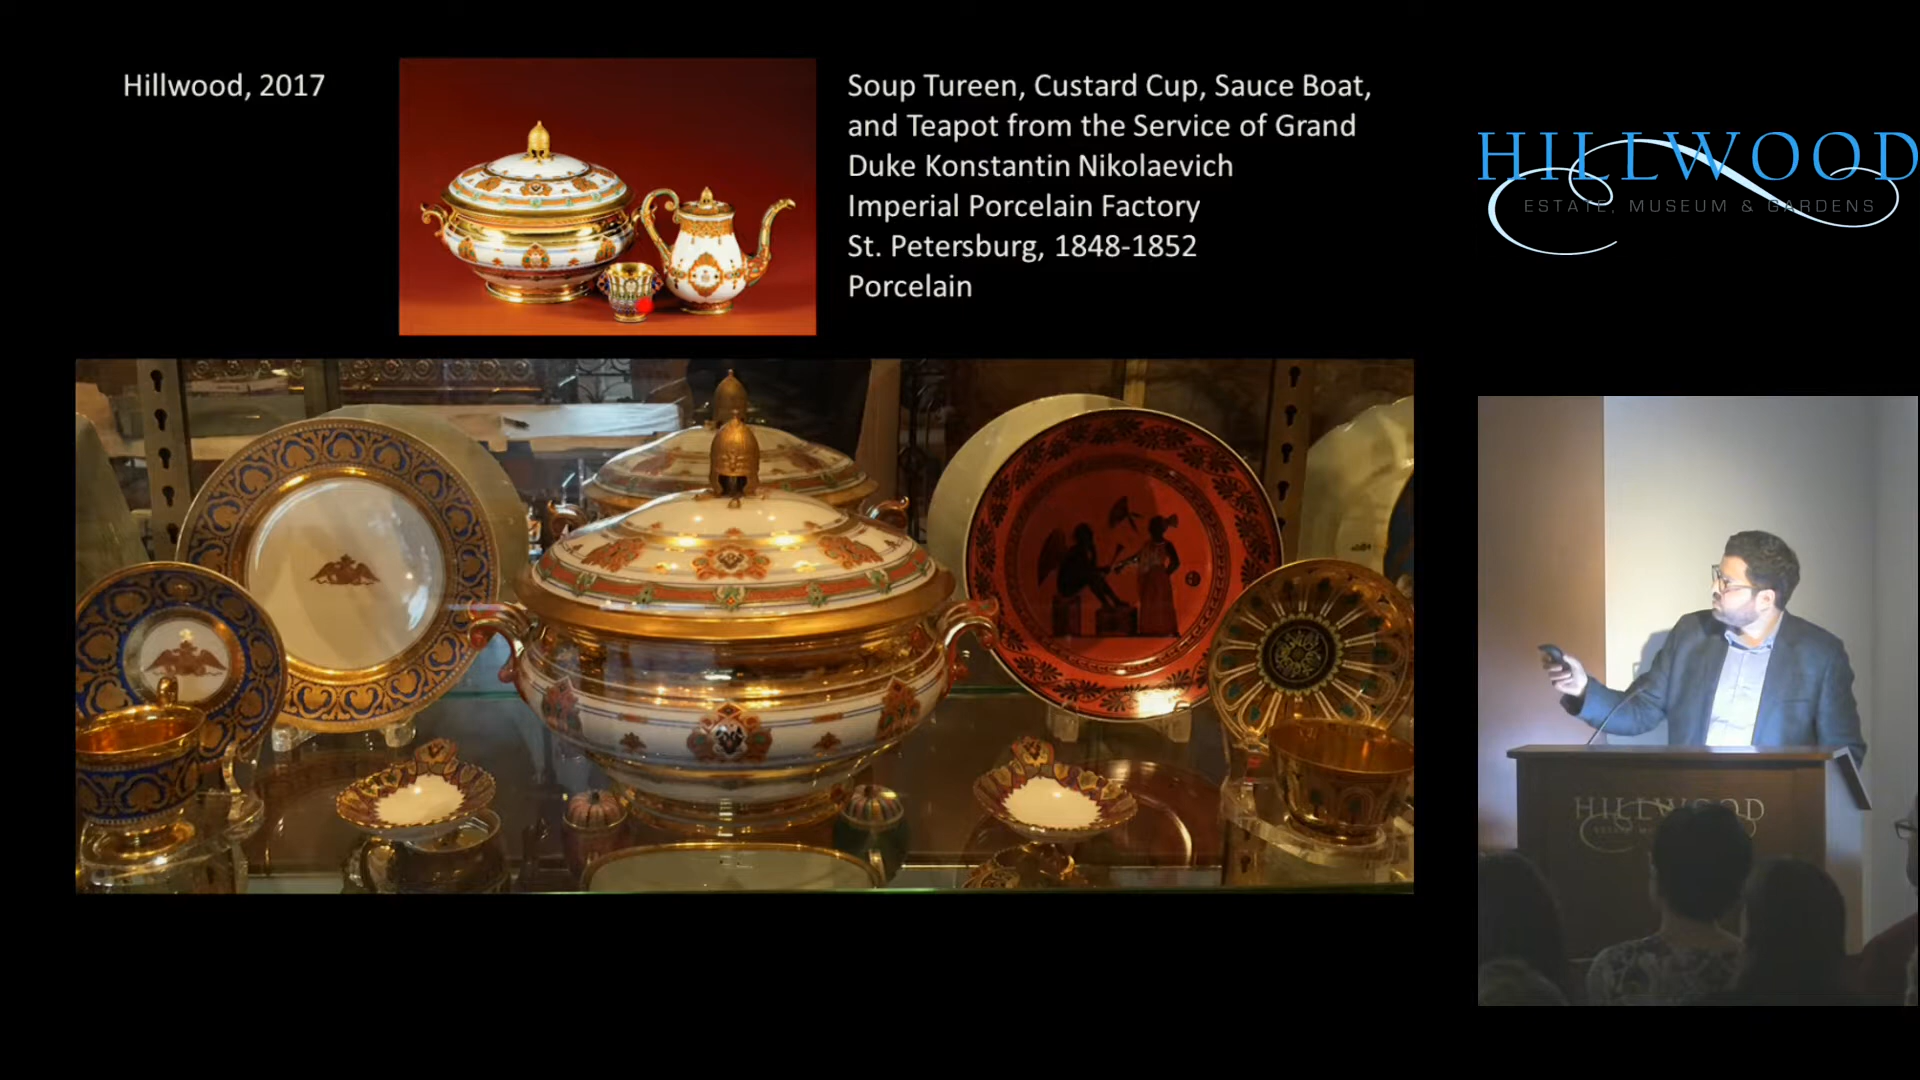 Hillwood, 2017
Soup Tureen, Custard Cup, Sauce Boat,
and Teapot from the Service of Grand
Duke Konstantin Nikolaevich
Imperial Porcelain Factory
St. Petersburg, 1848-1852
Porcelain
HILLWOOD
ESTATE, MUSEUM & GARDENS
HILLWOOD